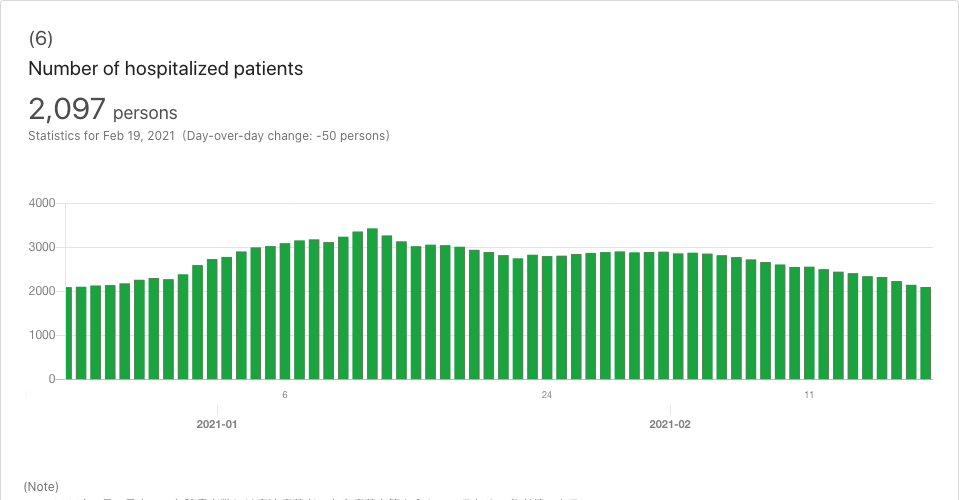 (6)
Number of hospitalized patients
2,097 persons
Statistics for Feb 19, 2021 (Day-over-day change: -50 persons)
4000
3000
2000
1000
0
6 24 11
2021-01 2021-02
(Note)